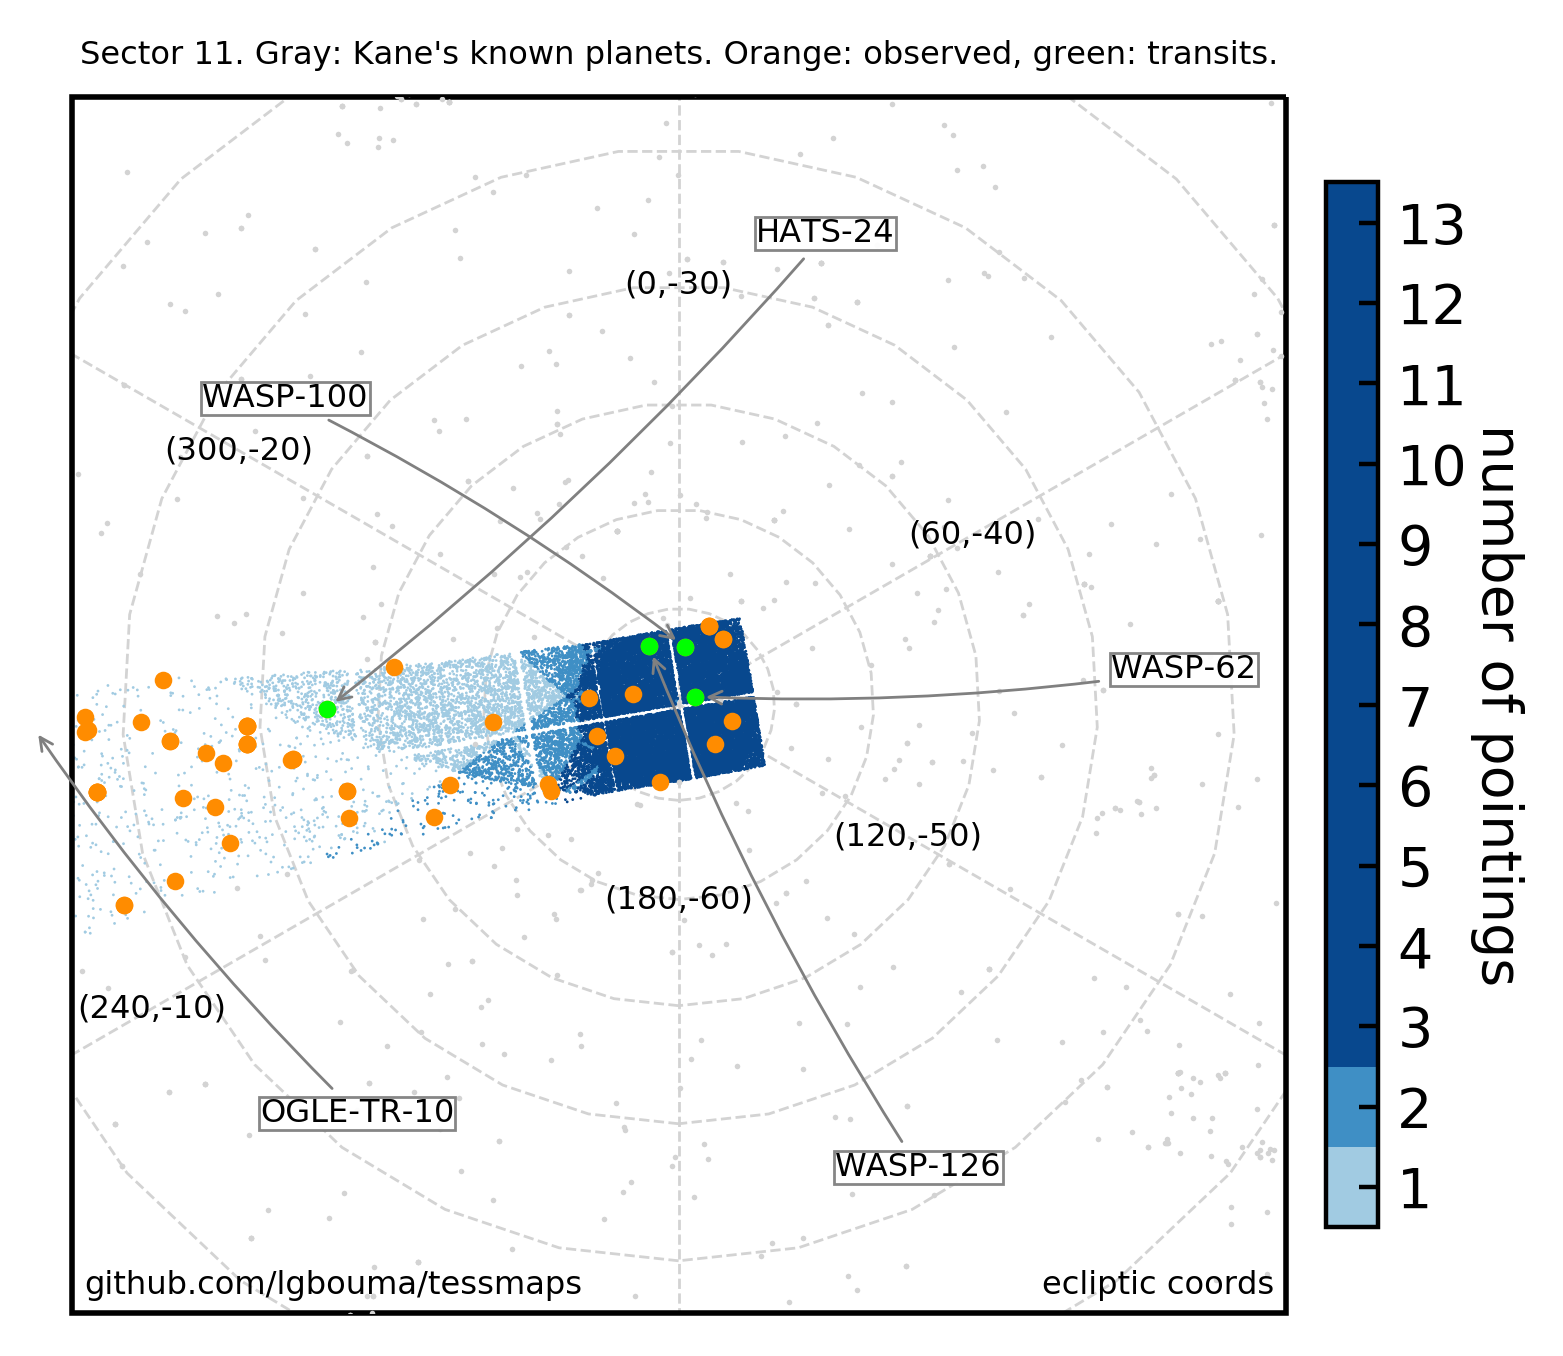 Sector 11. Gray: Kane's known planets. Orange: observed, green: transits.
HATS-24
(0,-30)
WASP-100
(300,-20)
(60,-40)
WASP-62
(120,-50)
(180,-60)
(240,-10)
OGLE-TR-10
WASP-126
github.com/lgbouma/tessmaps
ecliptic coords
13
12
11
10
9
8
7
6
5
4
3
2
1
number of pointings